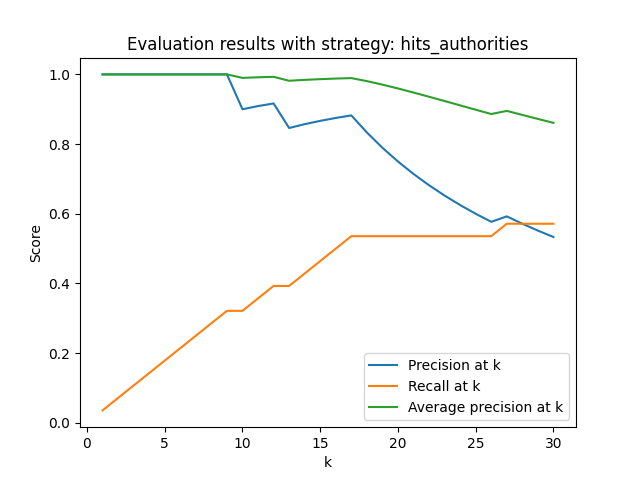 Evaluation results with strategy: hits_authorities
1.0
0.8
0.6
0.4
0.2
0.0
Score
0 5 10 15 20 25 30
k
Precision at k
Recall at k
Average precision at k